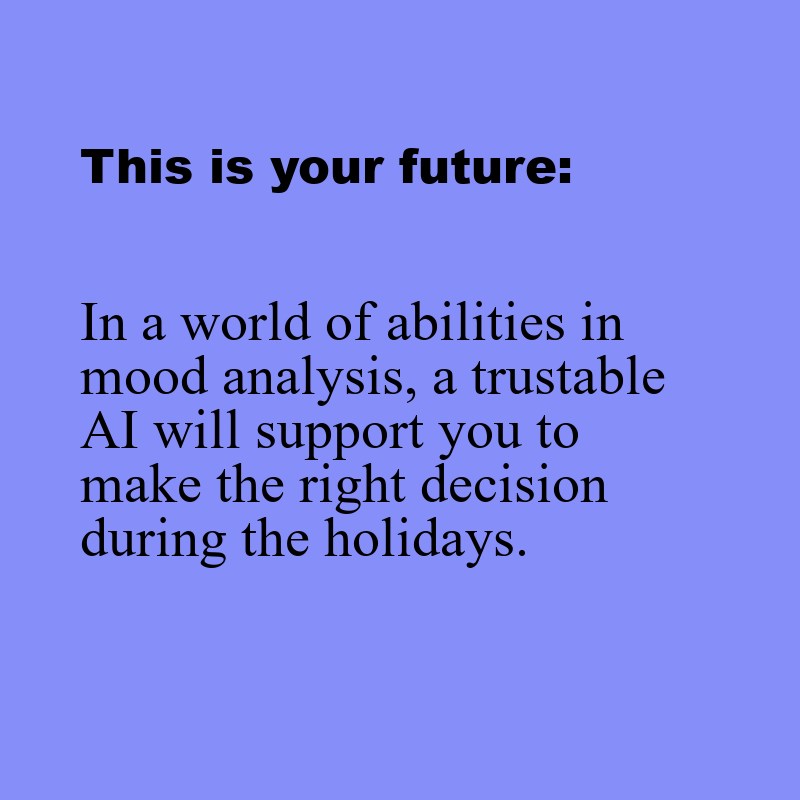 This is your future:
In a world of abilities in
mood analysis, a trustable
AI will support you to
make the right decision
during the holidays.